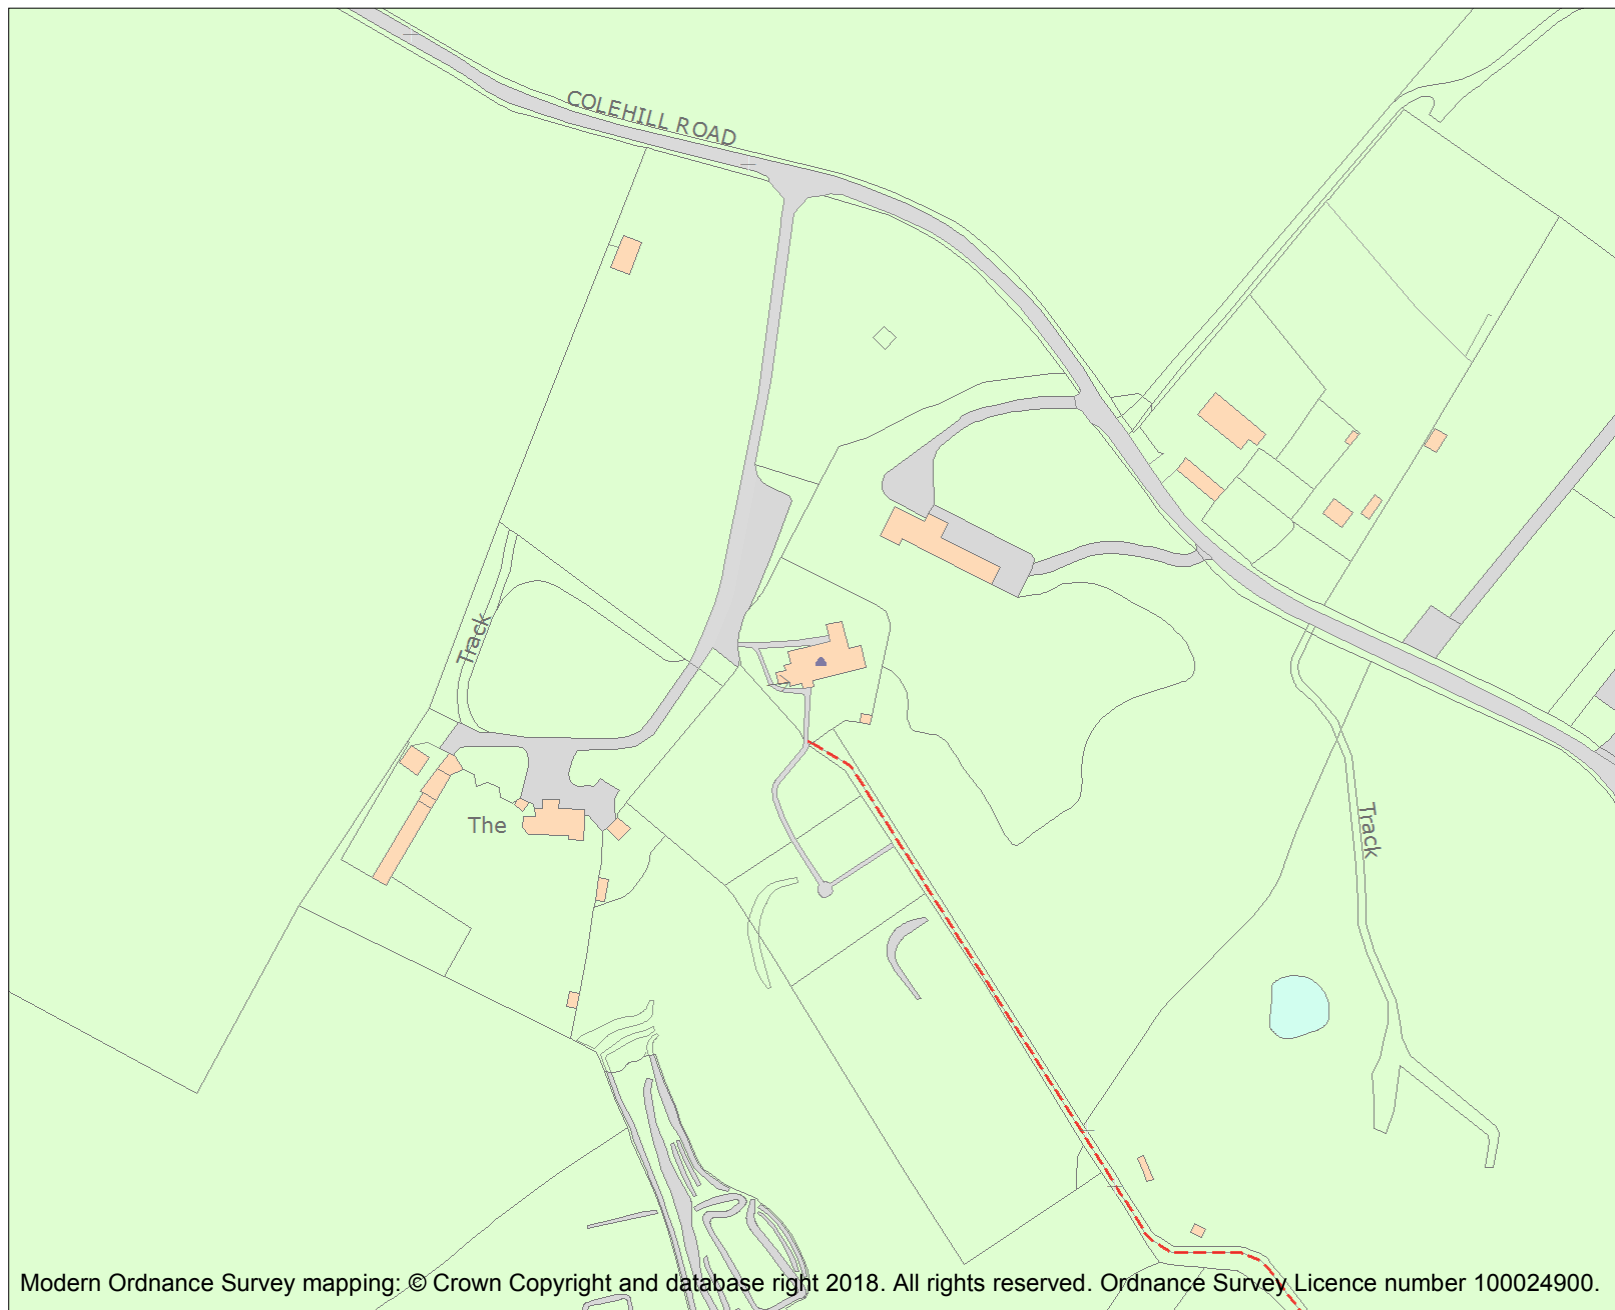 COLEHILL ROAD
Track
The
Track
Modern Ordnance Survey mapping: © Crown Copyright and database right 2018. All rights reserved. Ordnance Survey Licence number 100024900.